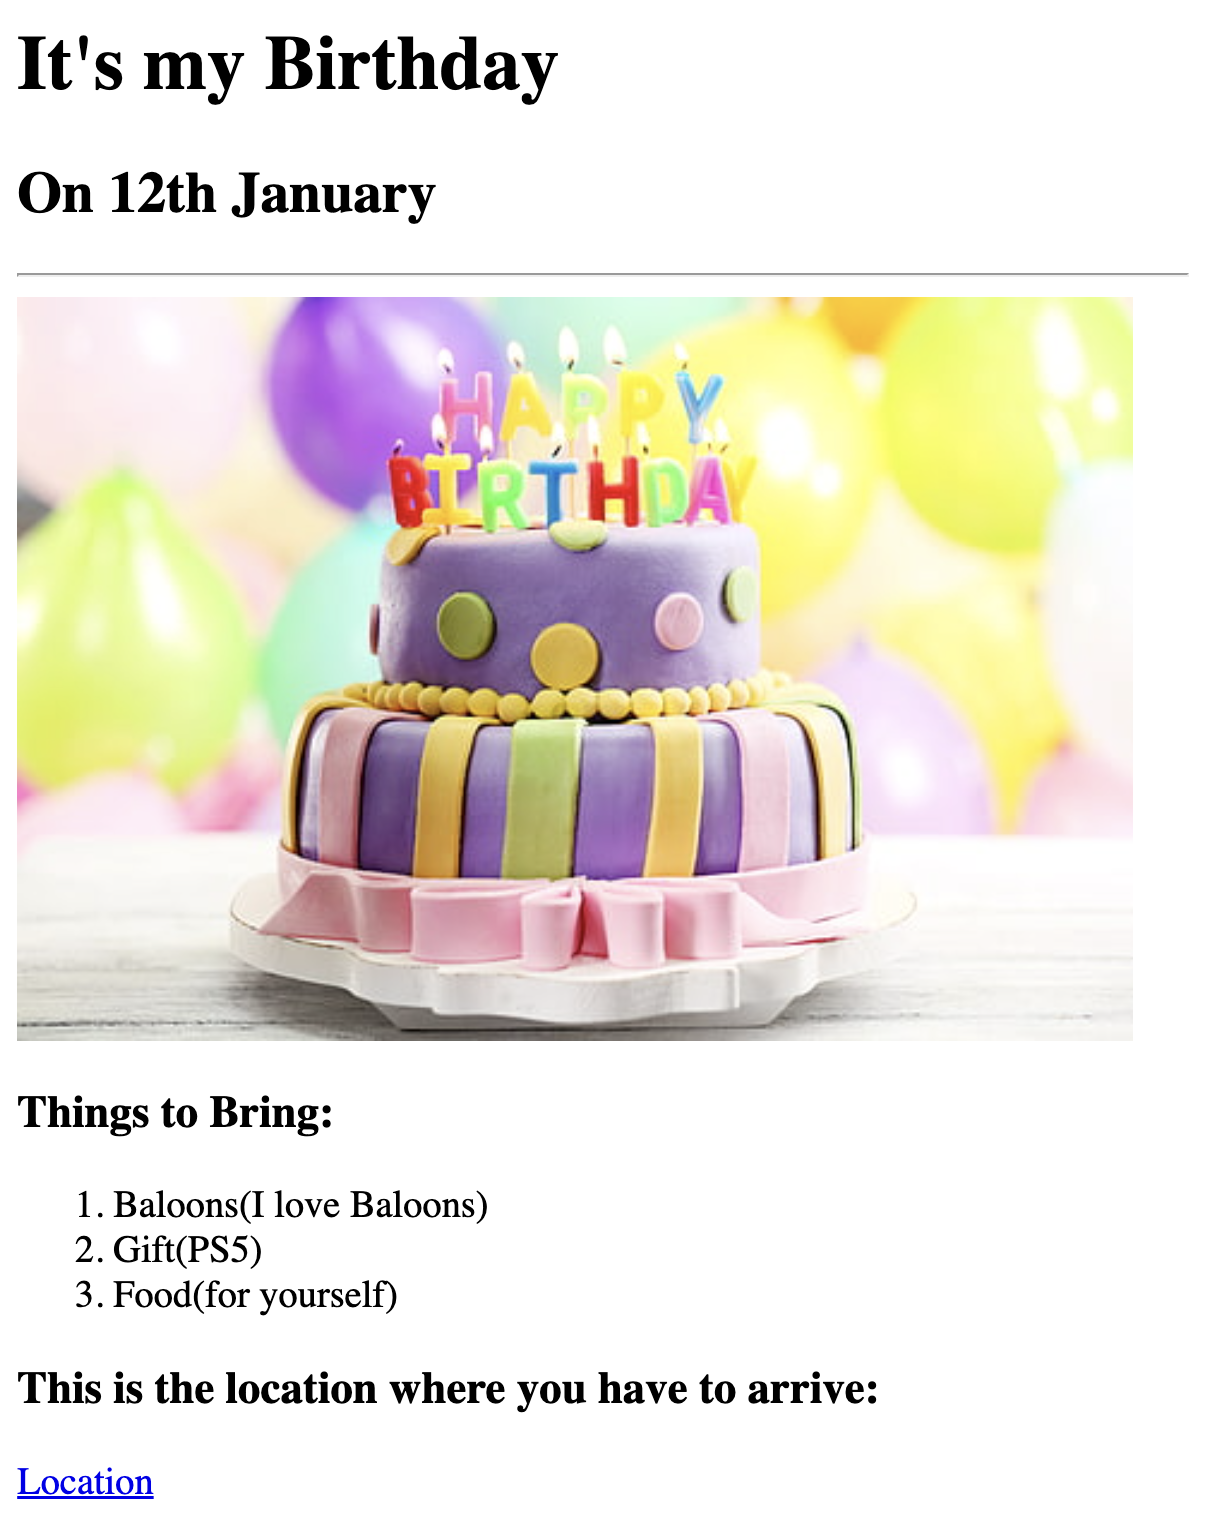 It's my Birthday
On 12th January
HAPPY
BIRTHDAY
Things to Bring:
1. Baloons(I love Baloons)
2. Gift(PS5)
3. Food(for yourself)
This is the location where you have to arrive:
Location